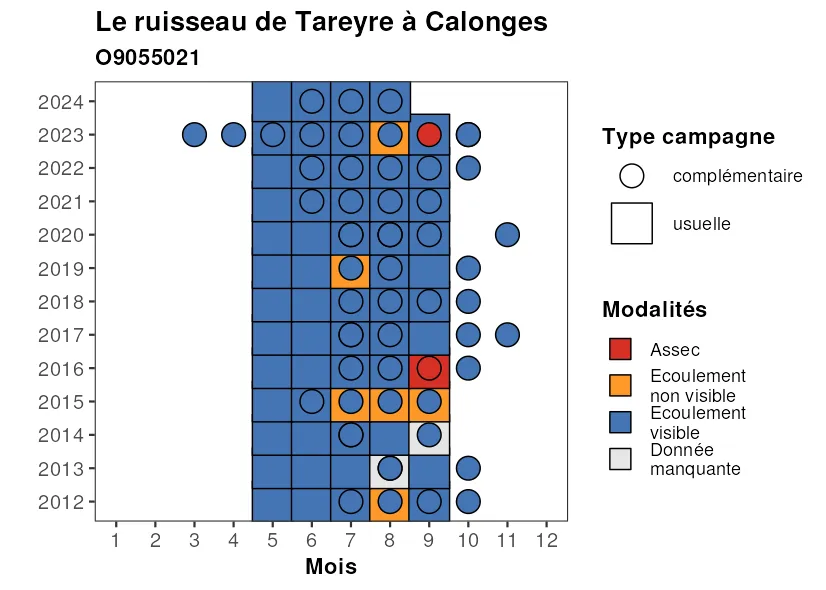 Le ruisseau de Tareyre à Calonges
O9055021
2024
2023
2022
2021
2020
2019
2018
2017
2016
2015
2014
2013
2012
1 2 3 4 5 6 7 8 9 10 11 12
Mois
Type campagne
complémentaire
usuelle
Modalités
Assec
Ecoulement
non visible
Ecoulement
visible
Donnée
manquante